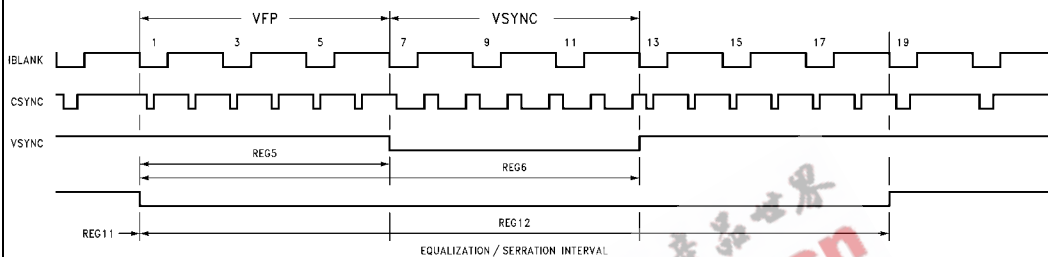 VFP VSYNC
1 3 5 7 9 11 13 15 17 19
IBLANK
CSYNC
VSYNC
REG5
REG6
REG12
REG11
EQUALIZATION / SERRATION INTERVAL